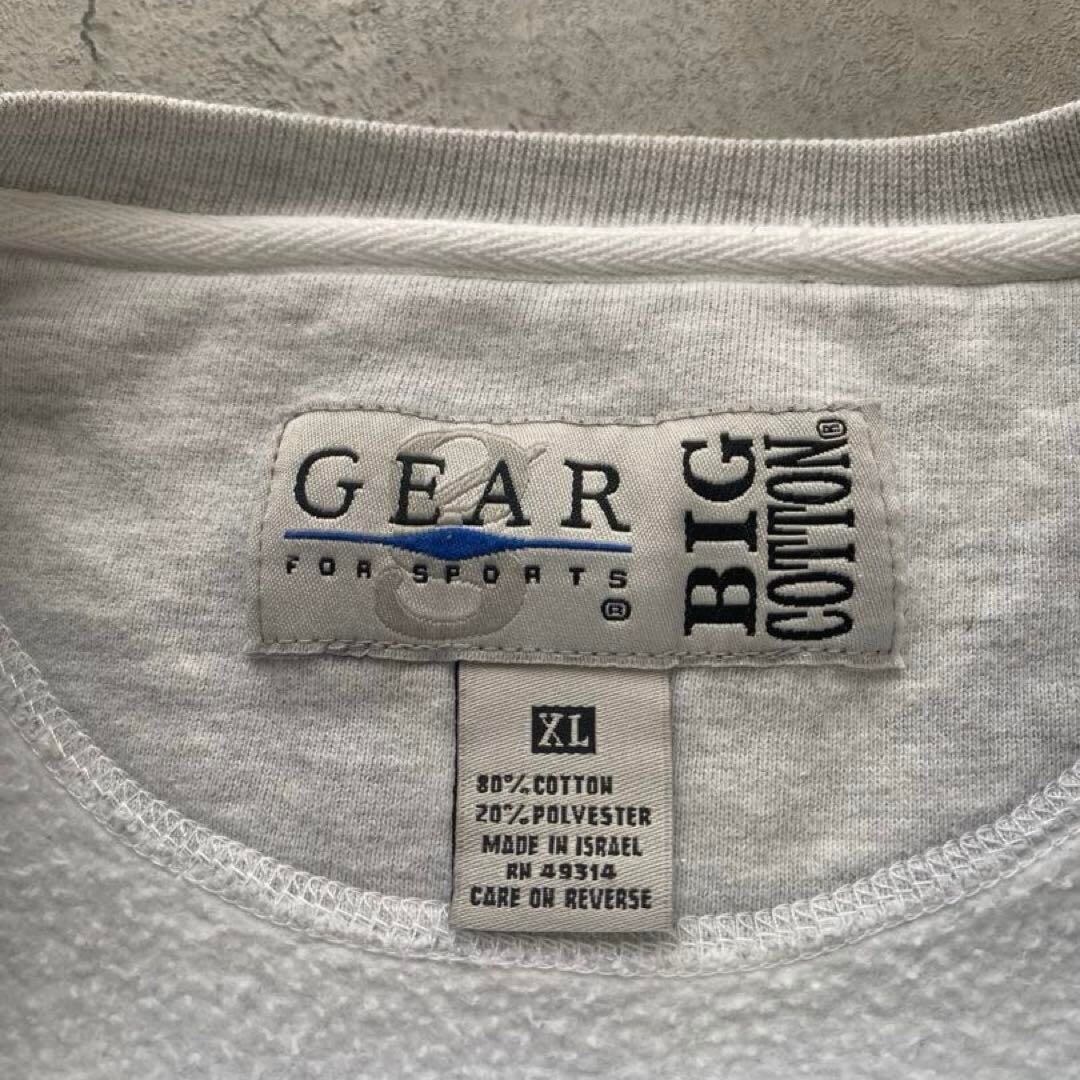 GEAR
FOR SPORTS®
BIG
COTTON®
XL
80% COTTON
20% POLYESTER
MADE IN ISRAEL
RN 49314
CARE ON REVERSE